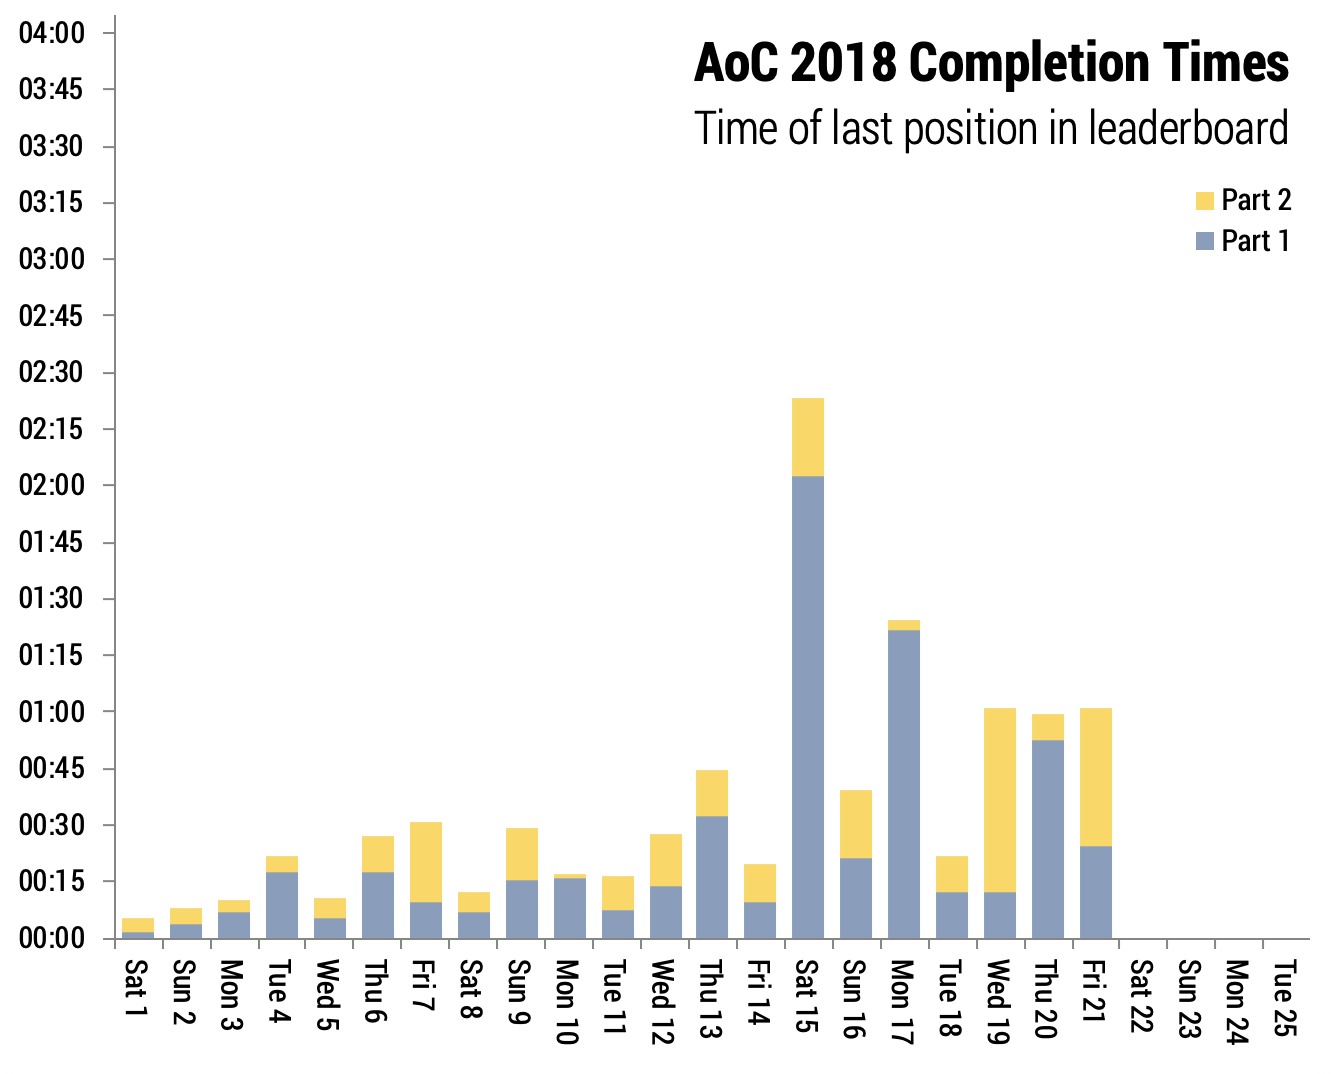 AoC 2018 Completion Times
Time of last position in leaderboard
Part 2
Part 1
04:00
03:45
03:30
03:15
03:00
02:45
02:30
02:15
02:00
01:45
01:30
01:15
01:00
00:45
00:30
00:15
00:00
Sat 1
Sun 2
Mon 3
Tue 4
Wed 5
Thu 6
Fri 7
Sat 8
Sun 9
Mon 10
Tue 11
Wed 12
Thu 13
Fri 14
Sat 15
Sun 16
Mon 17
Tue 18
Wed 19
Thu 20
Fri 21
Sat 22
Sun 23
Mon 24
Tue 25